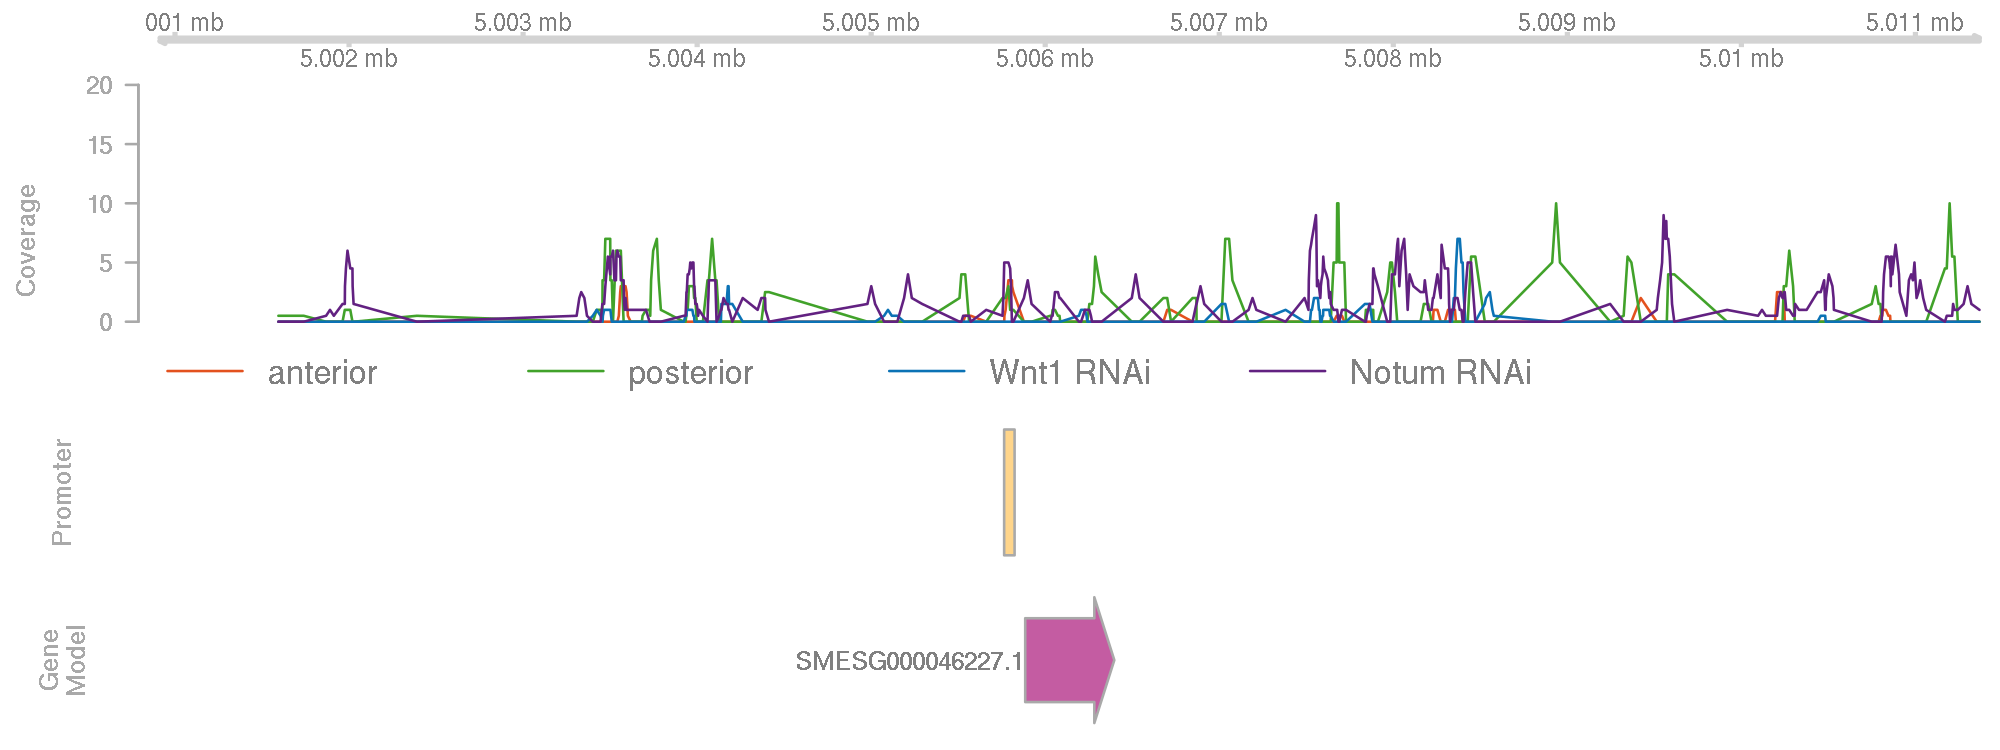 001 mb 5.003 mb 5.005 mb 5.007 mb 5.009 mb 5.011 mb
5.002 mb 5.004 mb 5.006 mb 5.008 mb 5.01 mb
Coverage
20
15
10
5
0
anterior posterior Wnt1 RNAi Notum RNAi
Promoter
Gene
Model
SMESG000046227.1